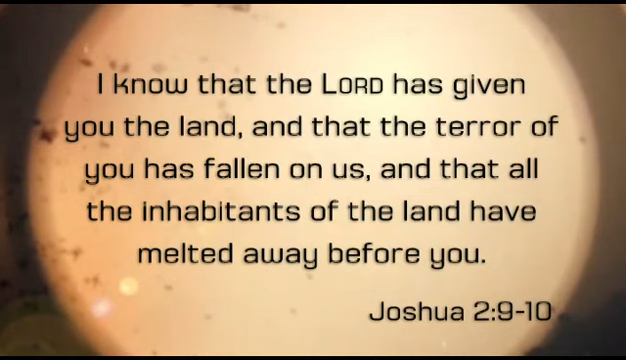 I know that the LORD has given
you the land, and that the terror of
you has fallen on us, and that all
the inhabitants of the land have
melted away before you.
Joshua 2:9-10